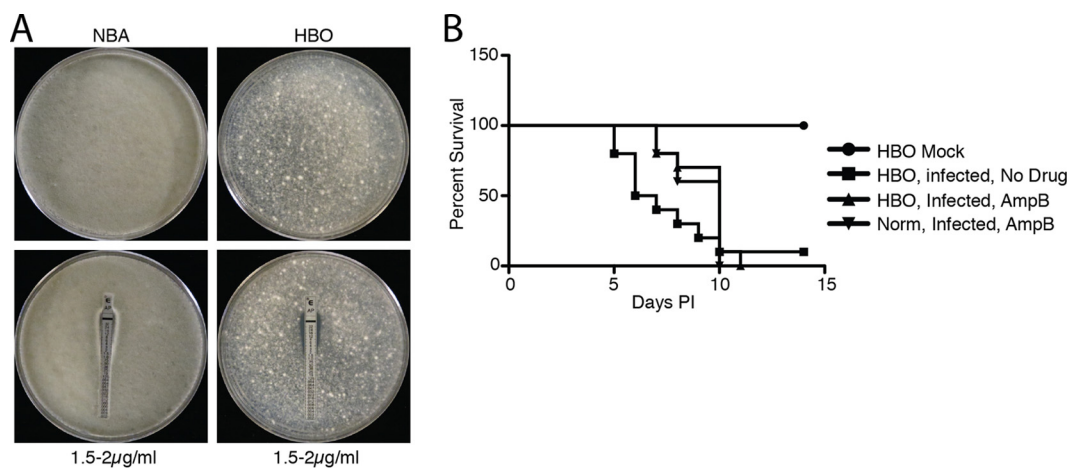 A
NBA
HBO
1.5-2µg/ml
1.5-2µg/ml
B
Percent Survival
150
100
50
0
0
5
10
15
Days PI
HBO Mock
HBO, infected, No Drug
HBO, Infected, AmpB
Norm, Infected, AmpB